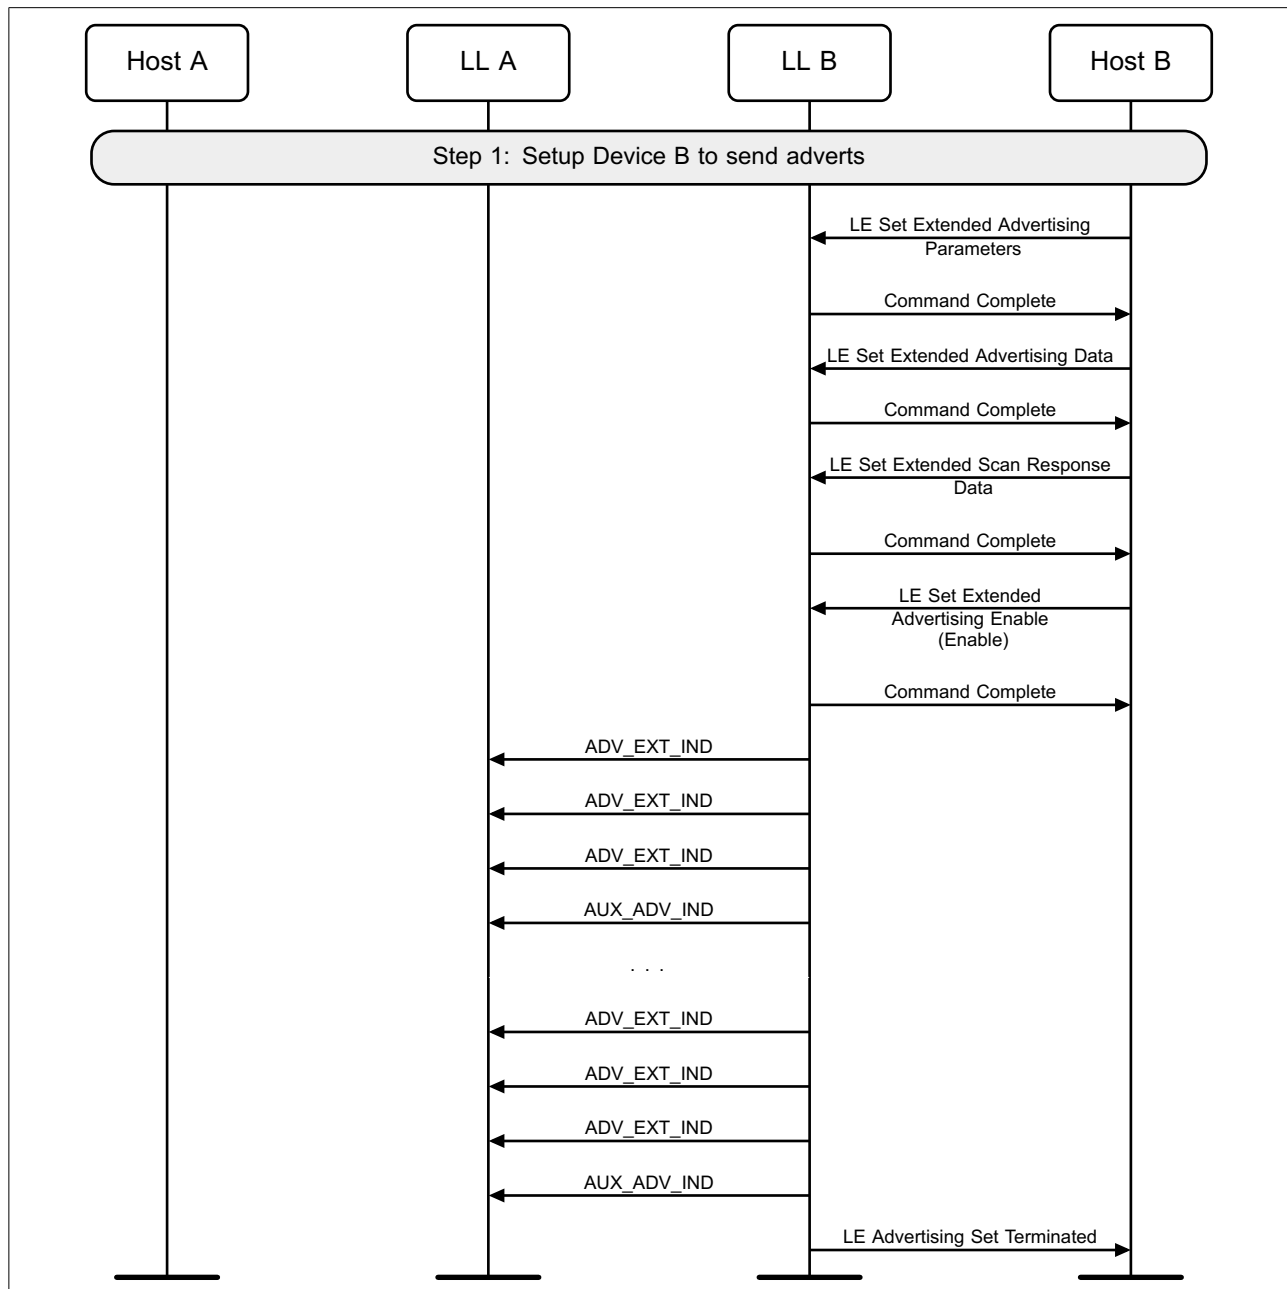 Host A
LL A
LL B
Host B
Step 1: Setup Device B to send adverts
LE Set Extended Advertising
Parameters
Command Complete
LE Set Extended Advertising Data
Command Complete
LE Set Extended Scan Response
Data
Command Complete
LE Set Extended
Advertising Enable
(Enable)
Command Complete
ADV_EXT_IND
ADV_EXT_IND
ADV_EXT_IND
AUX_ADV_IND
. . .
ADV_EXT_IND
ADV_EXT_IND
ADV_EXT_IND
AUX_ADV_IND
LE Advertising Set Terminated